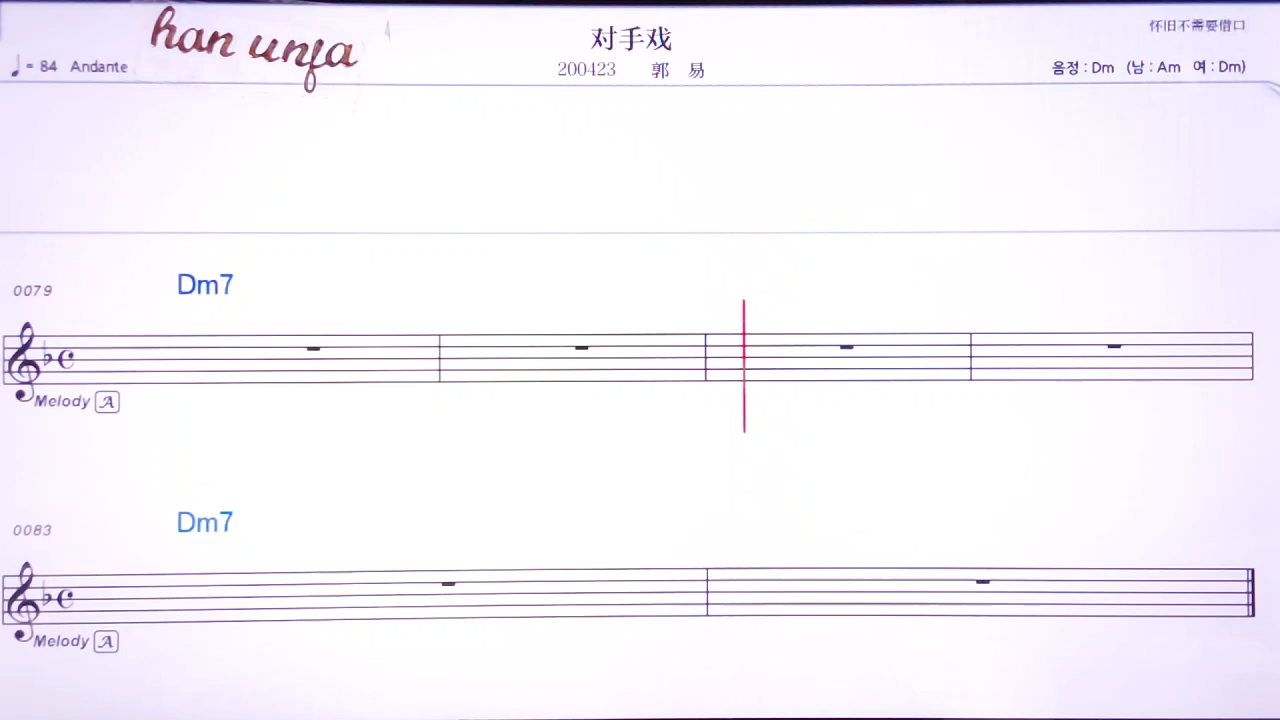 han unfa
对手戏
怀旧不需要借口
♩= 84 Andante
200423 郭 易
음정 : Dm (남 : Am 여 : Dm)
0079
Dm7
Melody A
0083
Dm7
Melody A